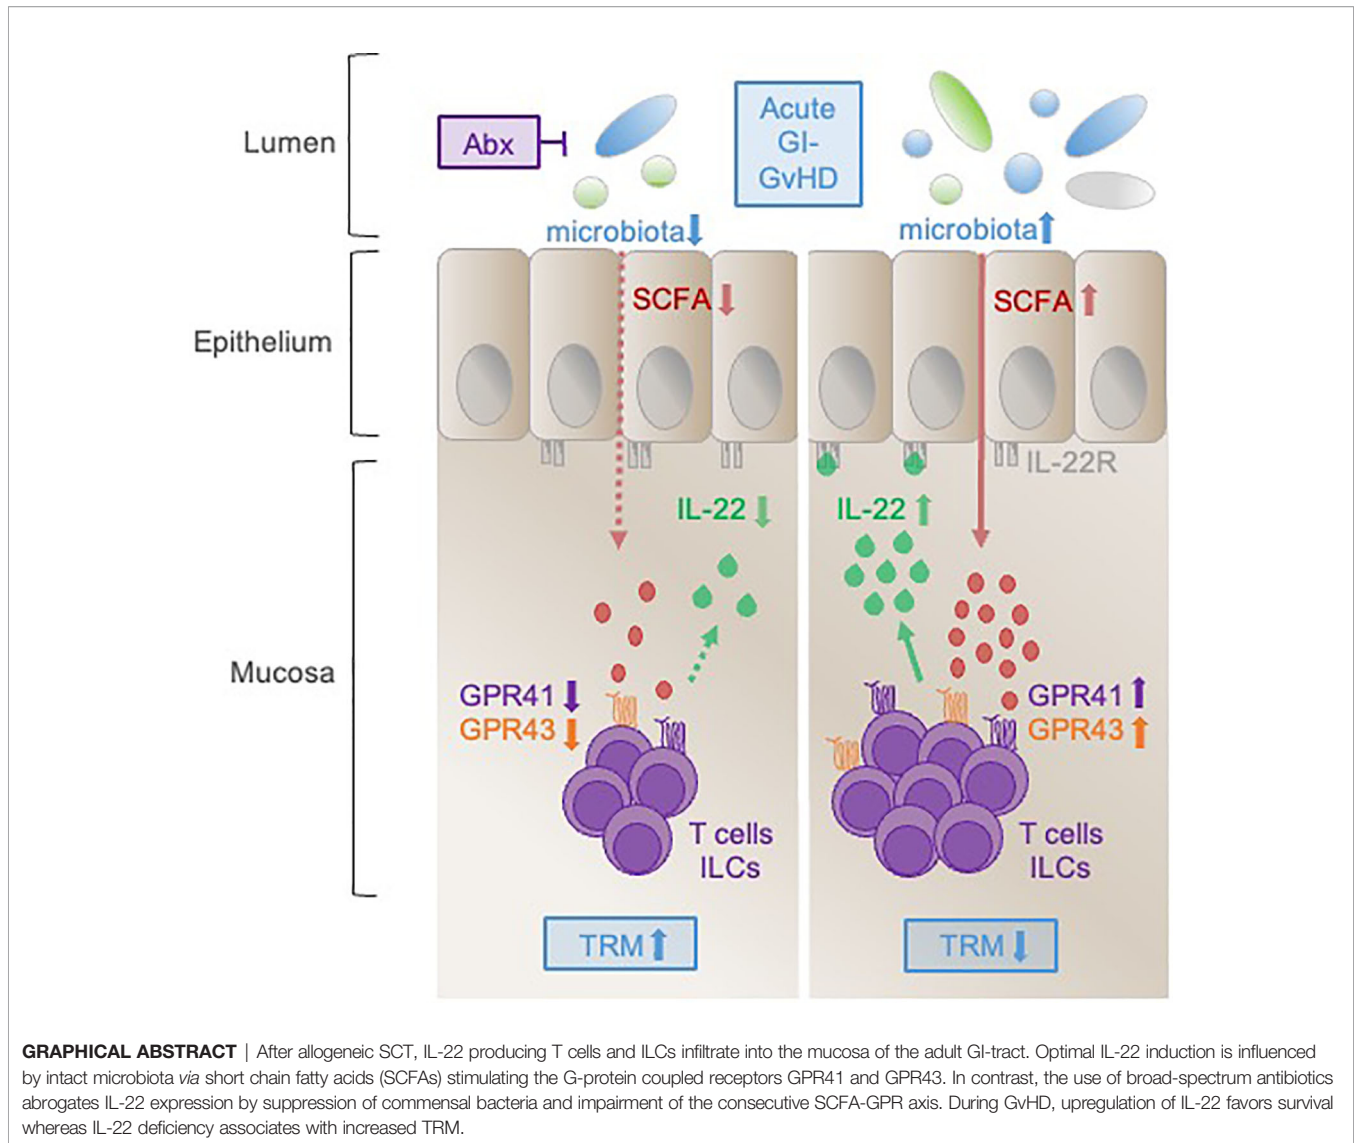 Lumen
Abx
Acute
GI-
GvHD
microbiota
microbiota
Epithelium
SCFA
SCFA
IL-22R
IL-22
IL-22
Mucosa
GPR41
GPR43
GPR41
GPR43
T cells
ILCs
T cells
ILCs
TRM
TRM
GRAPHICAL ABSTRACT | After allogeneic SCT, IL-22 producing T cells and ILCs infiltrate into the mucosa of the adult GI-tract. Optimal IL-22 induction is influenced
by intact microbiota via short chain fatty acids (SCFAs) stimulating the G-protein coupled receptors GPR41 and GPR43. In contrast, the use of broad-spectrum antibiotics
abrogates IL-22 expression by suppression of commensal bacteria and impairment of the consecutive SCFA-GPR axis. During GvHD, upregulation of IL-22 favors survival
whereas IL-22 deficiency associates with increased TRM.